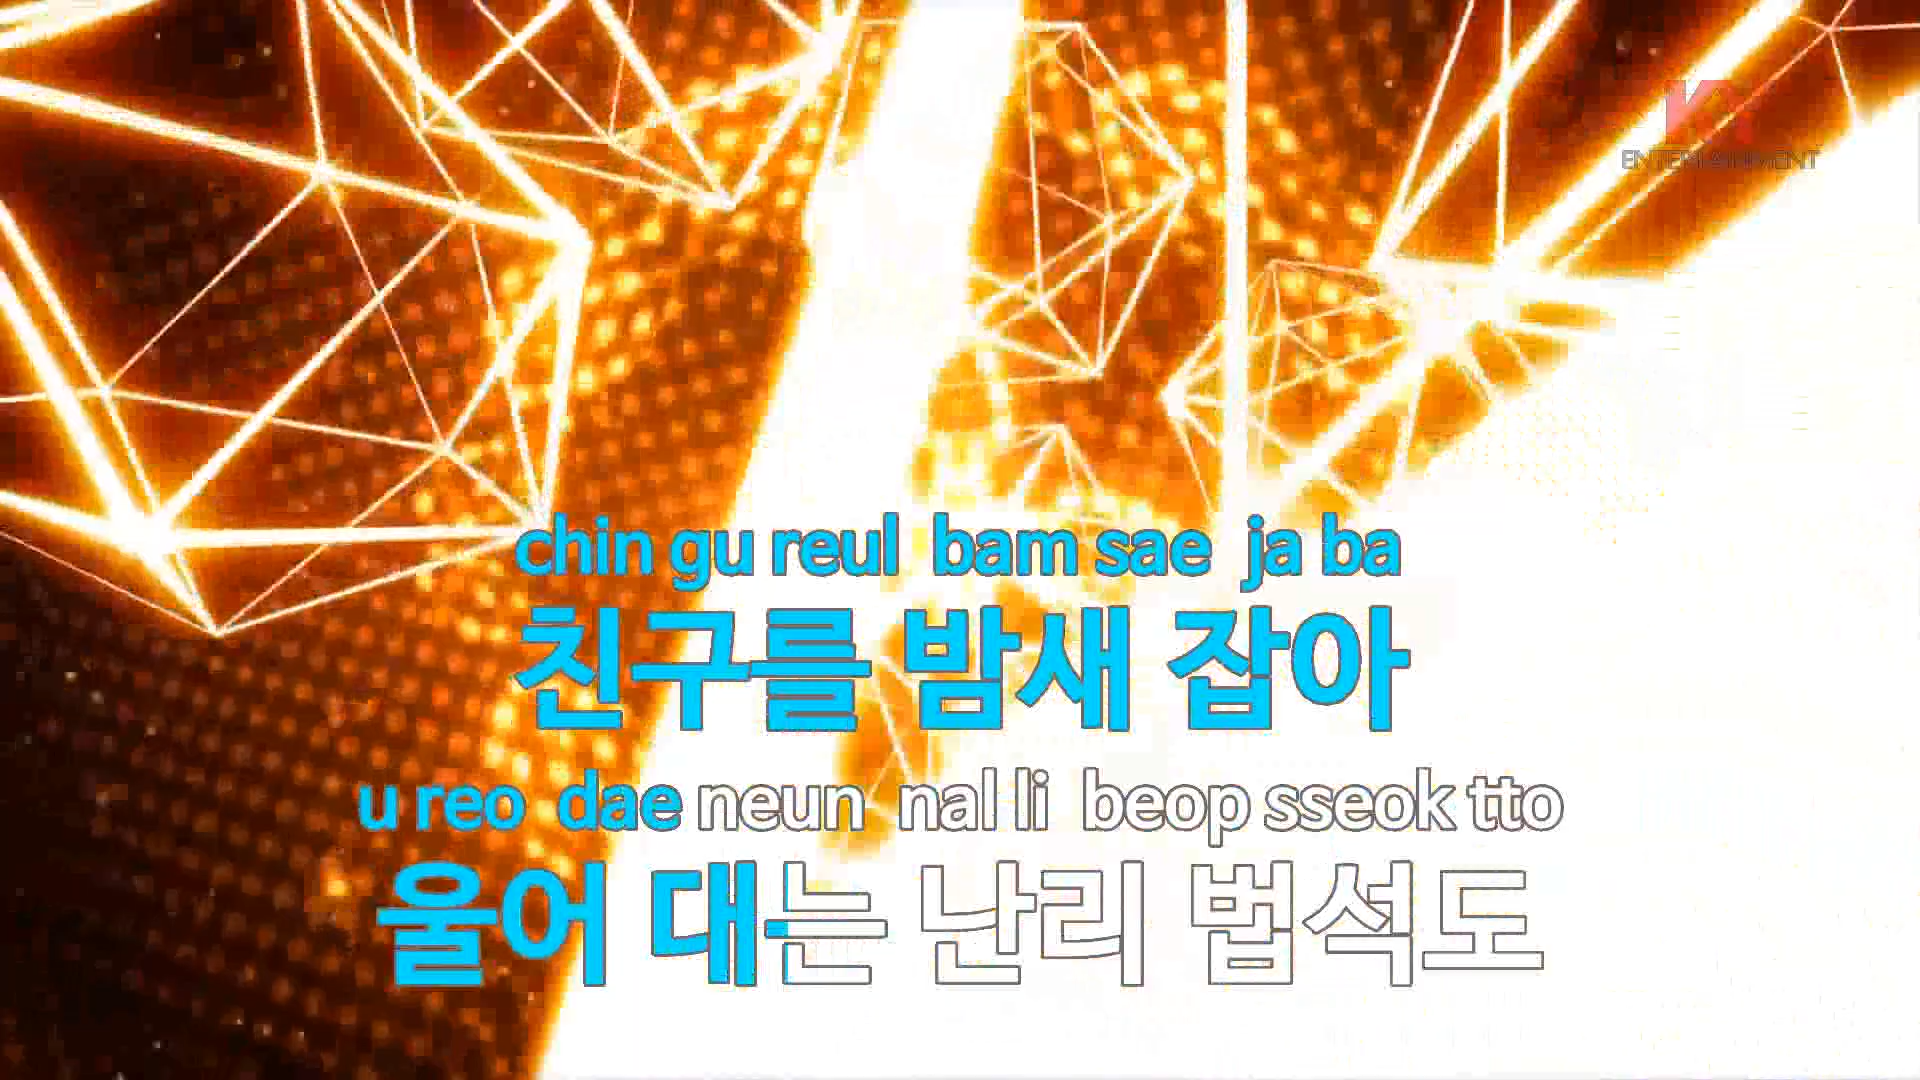 KY
ENTERTAINMENT
chin gu reul bam sae ja ba
친구를 밤새 잡아
u reo dae neun nal li beop sseok tto
울어 대는 난리 법석도